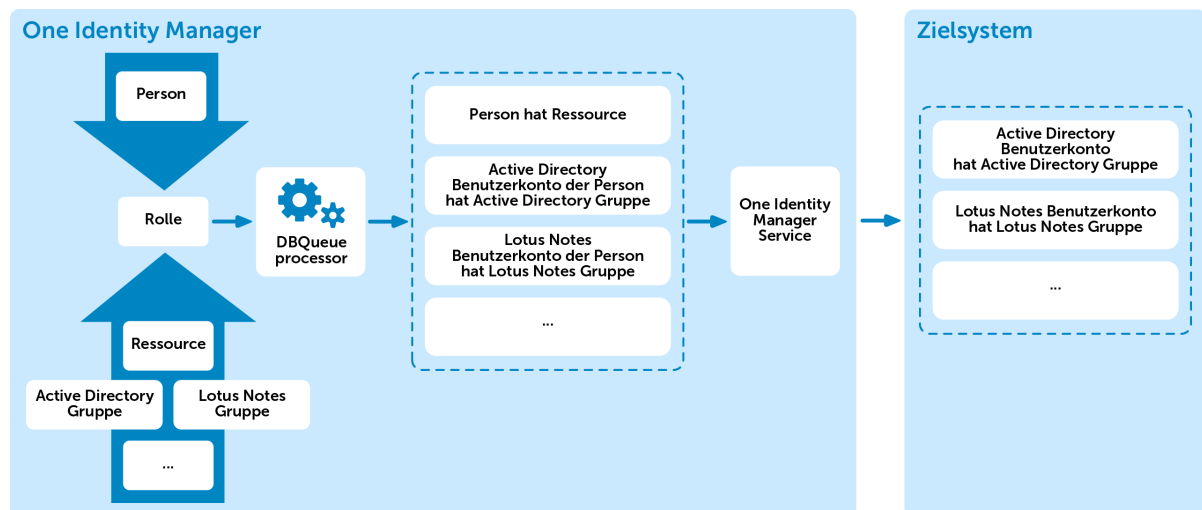 One Identity Manager
Person
Rolle
Ressource
Active Directory
Gruppe
Lotus Notes
Gruppe
...
DBQueue
processor
Person hat Ressource
Active Directory
Benutzerkonto der Person
hat Active Directory Gruppe
Lotus Notes
Benutzerkonto der Person
hat Lotus Notes Gruppe
...
One Identity
Manager
Service
Zielsystem
Active Directory
Benutzerkonto
hat Active Directory Gruppe
Lotus Notes Benutzerkonto
hat Lotus Notes Gruppe
...